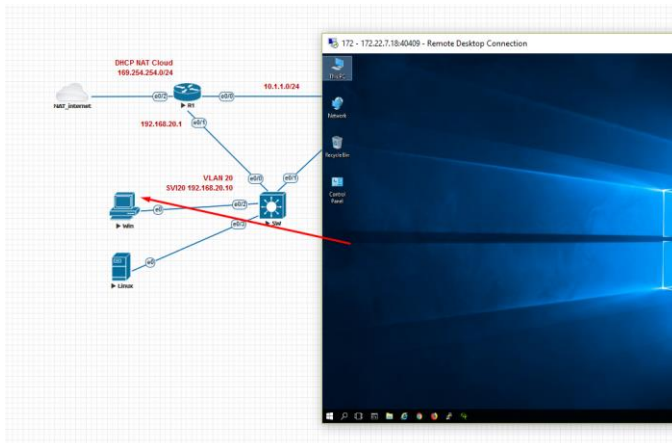 172 - 172.22.7.18:40409 - Remote Desktop Connection
DHCP NAT Cloud
169.254.254.0/24
This PC
10.1.1.0/24
NAT_internet
e0/2
R1
e0/0
Network
192.168.20.1
e0/1
Recycle Bin
VLAN 20
SVI20 192.168.20.10
e0/0
e0/1
Control
Panel
Win
e0
e0/2
SW
e0
Linux